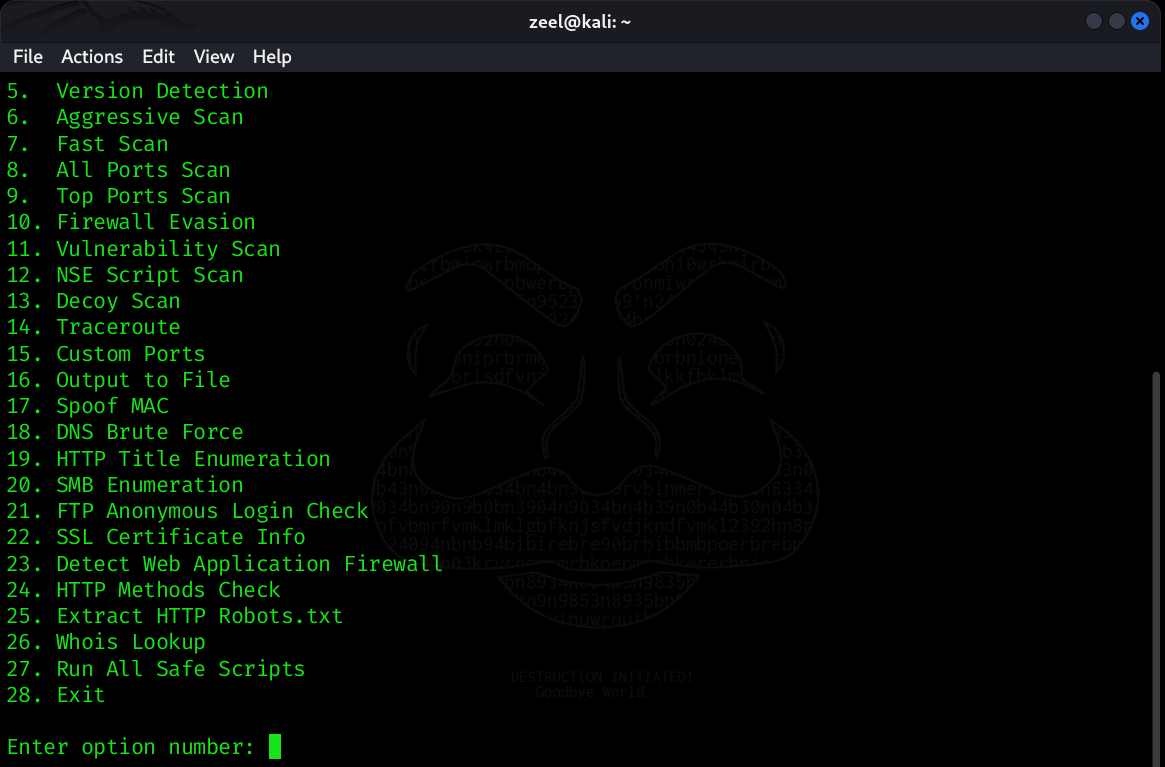 zeel@kali: ~
File Actions Edit View Help
5. Version Detection
6. Aggressive Scan
7. Fast Scan
8. All Ports Scan
9. Top Ports Scan
10. Firewall Evasion
11. Vulnerability Scan
12. NSE Script Scan
13. Decoy Scan
14. Traceroute
15. Custom Ports
16. Output to File
17. Spoof MAC
18. DNS Brute Force
19. HTTP Title Enumeration
20. SMB Enumeration
21. FTP Anonymous Login Check
22. SSL Certificate Info
23. Detect Web Application Firewall
24. HTTP Methods Check
25. Extract HTTP Robots.txt
26. Whois Lookup
27. Run All Safe Scripts
28. Exit
DESTRUCTION INITIATED!
Goodbye World...
Enter option number: